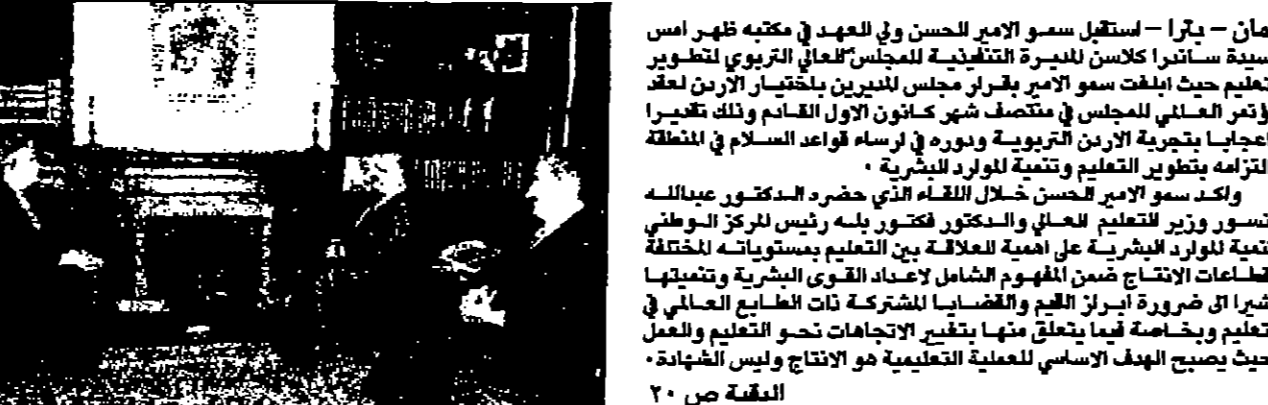 مان – بترا – استقبل سمو الامير الحسن ولي العهد في مكتبه ظهر امس
سيدة ساندرا كلاسن المديرة التنفيذية للمجلس العالي التربوي لتطوير
تعليم حيث ابلغت سمو الامير بقرار مجلس المديرين باختيار الاردن لعقد
ؤتمر العالمي للمجلس في منتصف شهر كانون الاول القادم وذلك تقديرا
اعجابا بتجربة الاردن التربوية ودوره في ارساء قواعد السلام في المنطقة
التزامه بتطوير التعليم وتنمية الموارد البشرية .
واكد سمو الامير الحسن خلال اللقاء الذي حضره الدكتور عبدالله
نسور وزير التعليم العالي والدكتور فكتور بله رئيس المركز الوطني
تنمية الموارد البشرية على اهمية العلاقة بين التعليم بمستوياته المختلفة
قطاعات الانتاج ضمن المفهوم الشامل لاعداد القوى البشرية وتنميتها
شيرا الى ضرورة ابراز القيم والقضايا المشتركة ذات الطابع العالمي في
تعليم وبخاصة فيما يتعلق منها بتغيير الاتجاهات نحو التعليم والعمل
حيث يصبح الهدف الاساسي للعملية التعليمية هو الانتاج وليس الشهادة .
البقية ص ٢٠